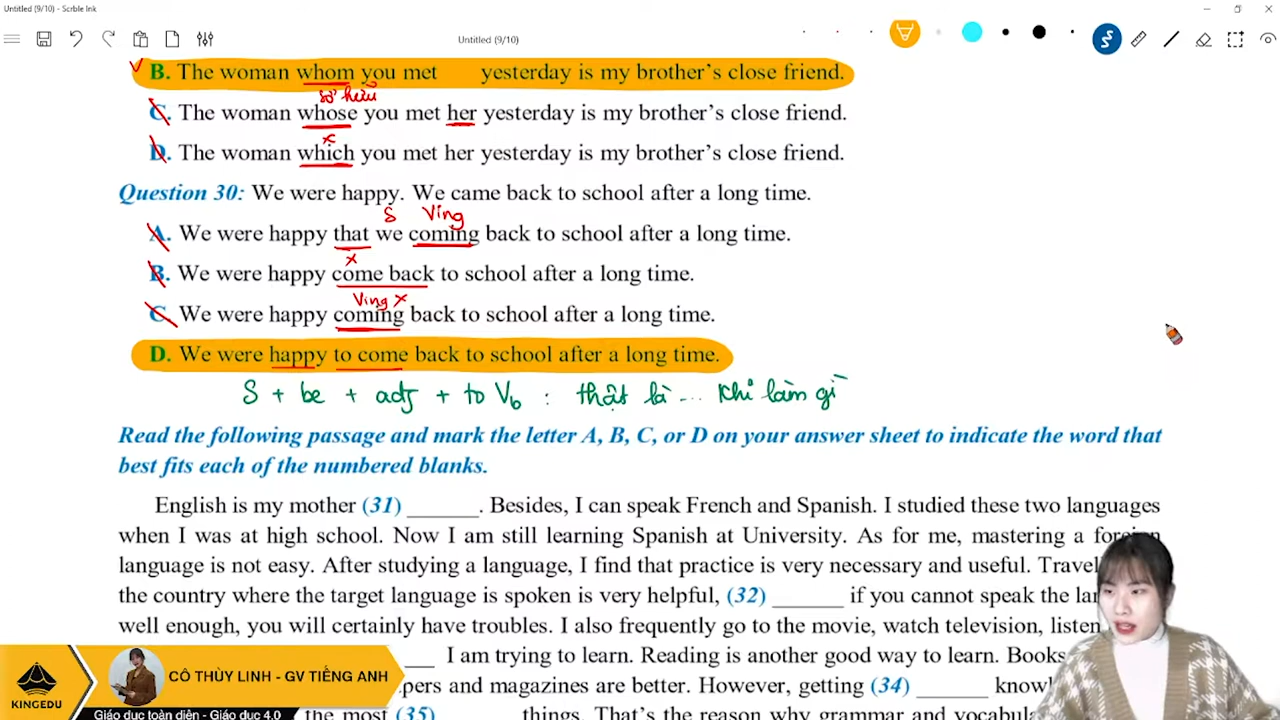 Untitled (9/10) - Scrble Ink
Untitled (9/10)
B. The woman whom you met yesterday is my brother's close friend.
sở hữu
C. The woman whose you met her yesterday is my brother's close friend.
x
D. The woman which you met her yesterday is my brother's close friend.
Question 30: We were happy. We came back to school after a long time.
S Ving
A. We were happy that we coming back to school after a long time.
x
B. We were happy come back to school after a long time.
Ving x
C. We were happy coming back to school after a long time.
D. We were happy to come back to school after a long time.
S + be + adj + to Vb : thật là ... khi làm gì
Read the following passage and mark the letter A, B, C, or D on your answer sheet to indicate the word that
best fits each of the numbered blanks.
English is my mother (31) ______. Besides, I can speak French and Spanish. I studied these two languages
when I was at high school. Now I am still learning Spanish at University. As for me, mastering a foreign
language is not easy. After studying a language, I find that practice is very necessary and useful. Travel
the country where the target language is spoken is very helpful, (32) ______ if you cannot speak the
well enough, you will certainly have troubles. I also frequently go to the movie, watch television, listen
I am trying to learn. Reading is another good way to learn. Books
and magazines are better. However, getting (34) ______
the most (35) ______ things. That's the reason why grammar and
KINGEDU
CÔ THÙY LINH - GV TIẾNG ANH
Giáo dục toàn diện - Giáo dục 4.0